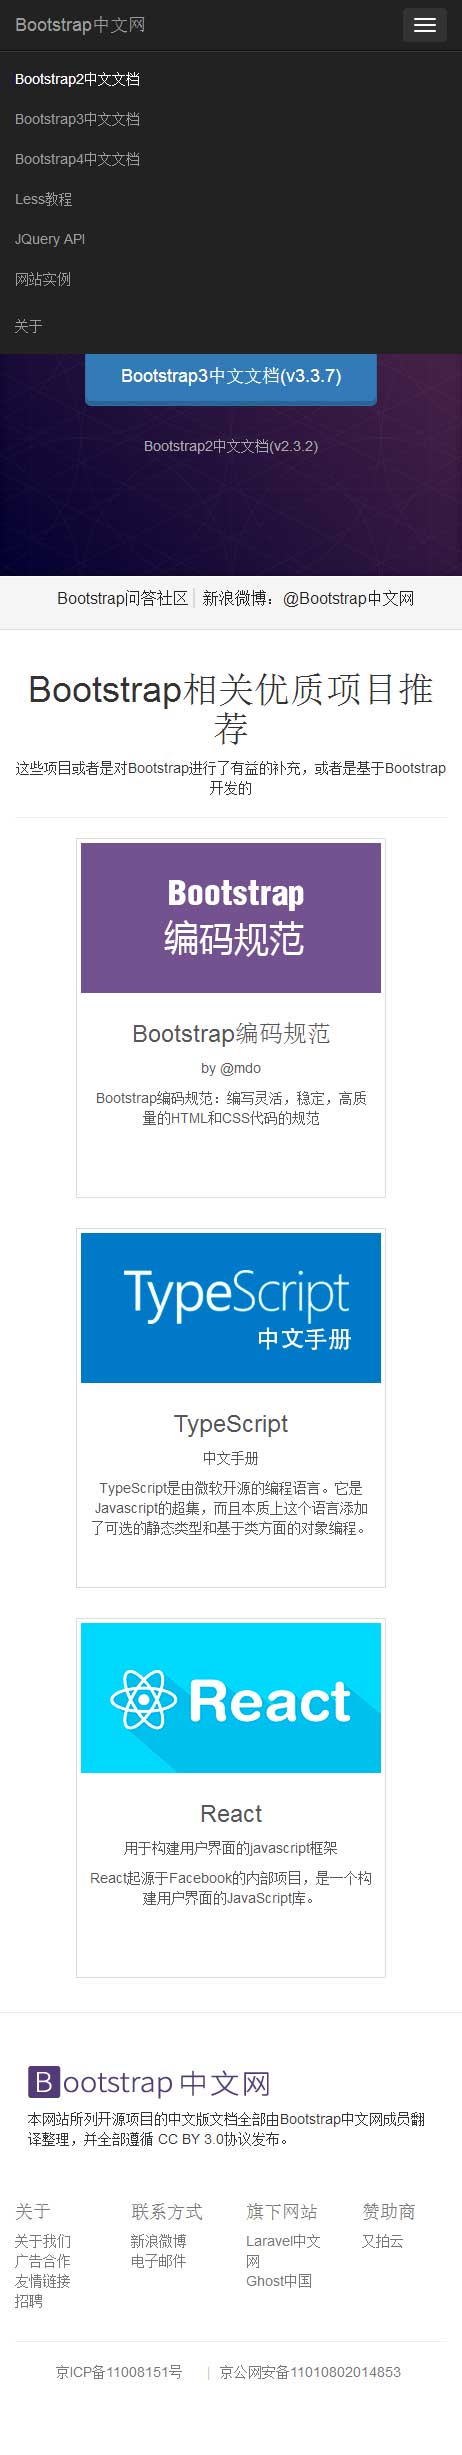 Bootstrap中文网
Bootstrap2中文文档
Bootstrap3中文文档
Bootstrap4中文文档
Less教程
JQuery API
网站实例
关于
Bootstrap3中文文档(v3.3.7)
Bootstrap2中文文档(v2.3.2)
Bootstrap问答社区 | 新浪微博：@Bootstrap中文网
Bootstrap相关优质项目推
荐
这些项目或者是对Bootstrap进行了有益的补充，或者是基于Bootstrap
开发的
Bootstrap
编码规范
Bootstrap编码规范
by @mdo
Bootstrap编码规范：编写灵活，稳定，高质
量的HTML和CSS代码的规范
TypeScript
中文手册
TypeScript
中文手册
TypeScript是由微软开源的编程语言。它是
Javascript的超集，而且本质上这个语言添加
了可选的静态类型和基于类方面的对象编程。
React
React
用于构建用户界面的javascript框架
React起源于Facebook的内部项目，是一个构
建用户界面的JavaScript库。
Bootstrap 中文网
本网站所列开源项目的中文版文档全部由Bootstrap中文网成员翻
译整理，并全部遵循 CC BY 3.0协议发布。
关于
关于我们
广告合作
友情链接
招聘
联系方式
新浪微博
电子邮件
旗下网站
Laravel中文
网
Ghost中国
赞助商
又拍云
京ICP备11008151号 | 京公网安备11010802014853